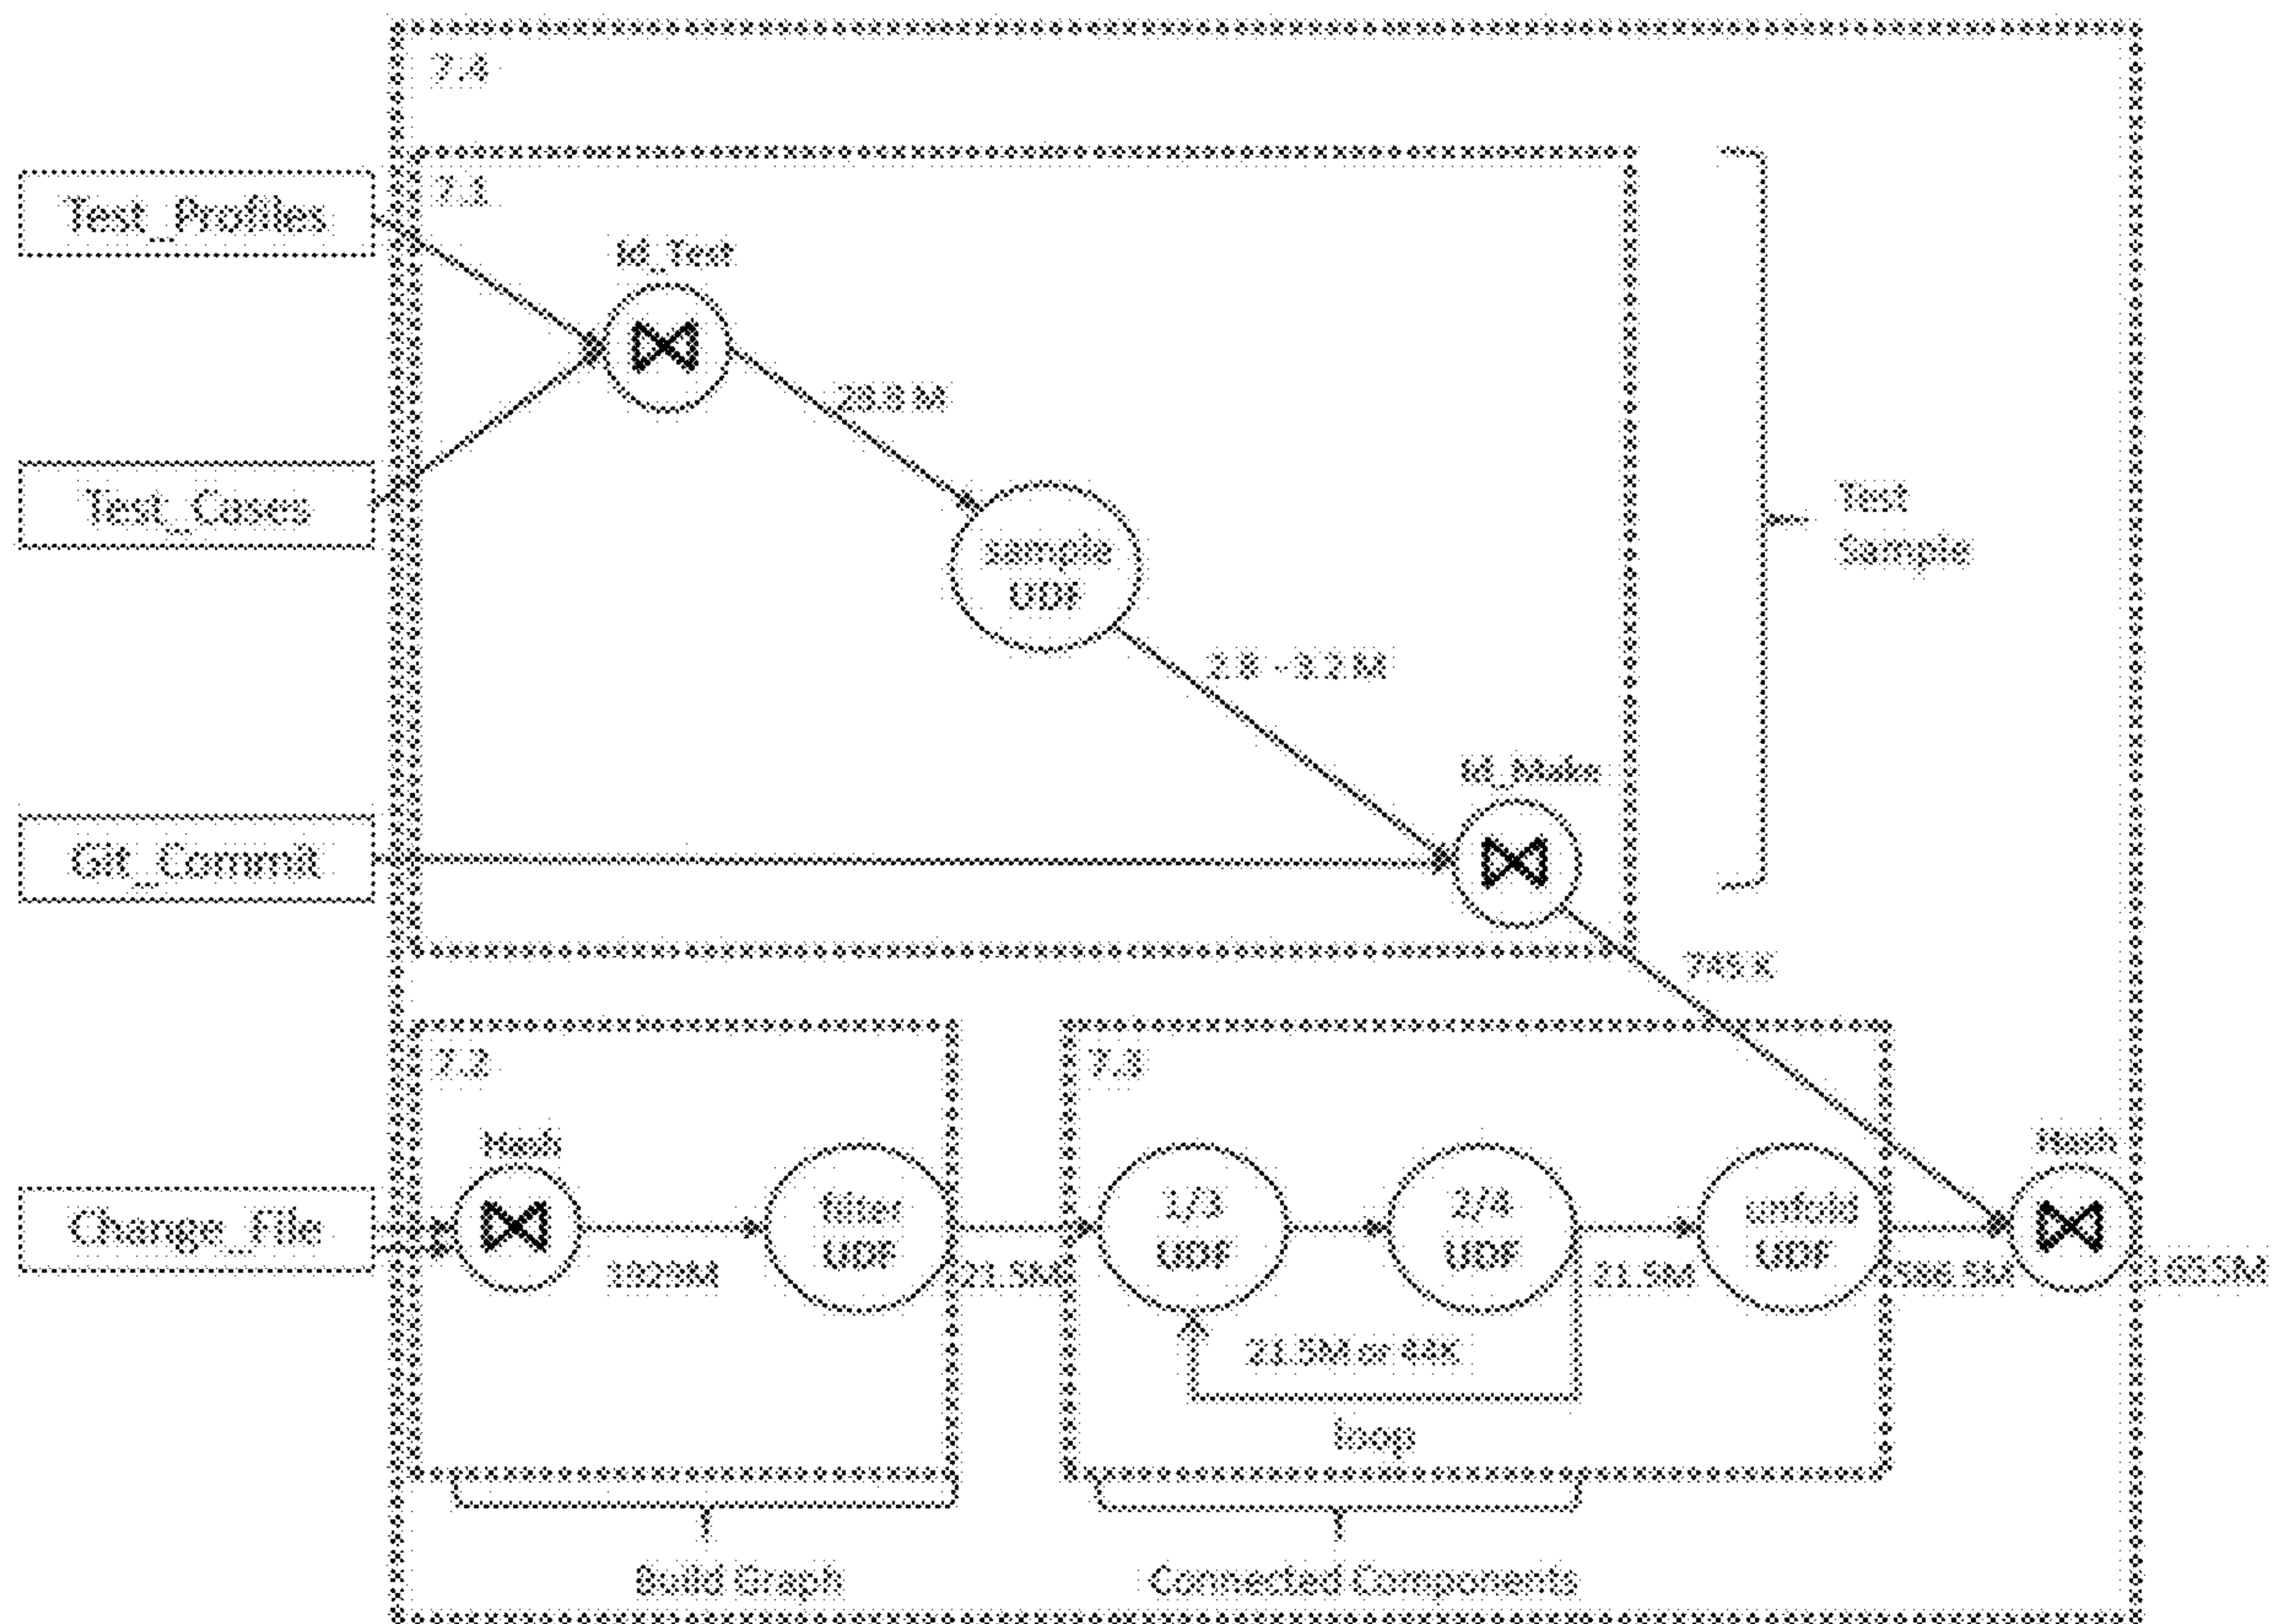 7.4
7.1
Test_Profiles
Id_Test
28.8 M
Test_Cases
sample
UDF
Test
Sample
2.8 - 3.2 M
Id_Make
Git_Commit
745 K
7.2
7.3
Hash
Hash
Change_File
filter
UDF
1/3
UDF
2/4
UDF
unfold
UDF
1929M
21.5M
21.5M
21.5M or 44K
loop
Build Graph
Connected Components